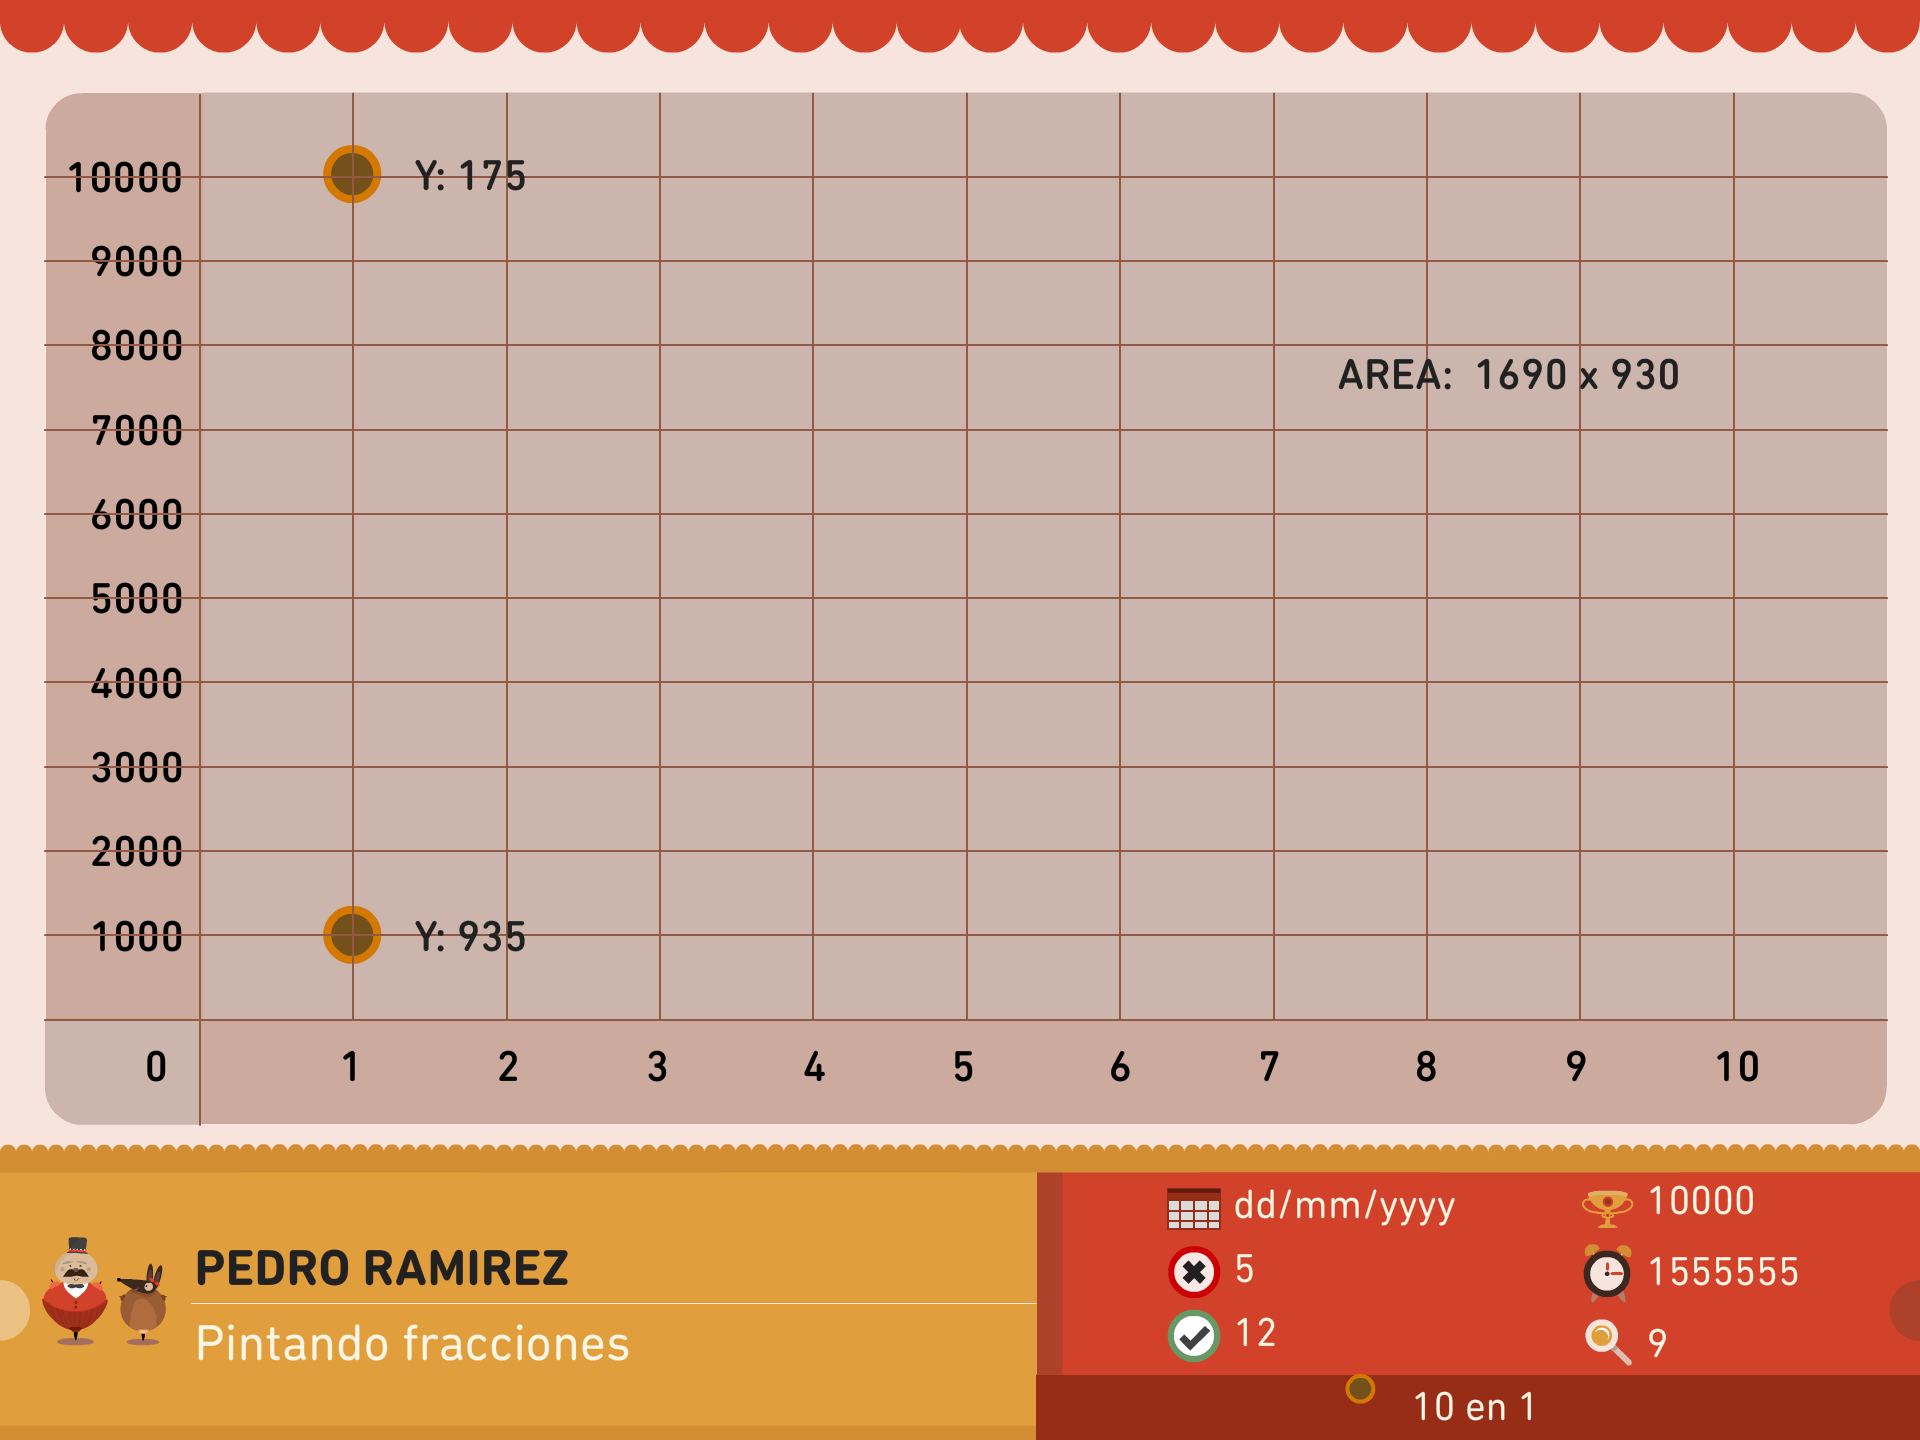 10000
Y: 175
9000
8000
AREA: 1690 x 930
7000
6000
5000
4000
3000
2000
1000
Y: 935
0 1 2 3 4 5 6 7 8 9 10
PEDRO RAMIREZ
Pintando fracciones
dd/mm/yyyy
10000
5
1555555
12
9
10 en 1